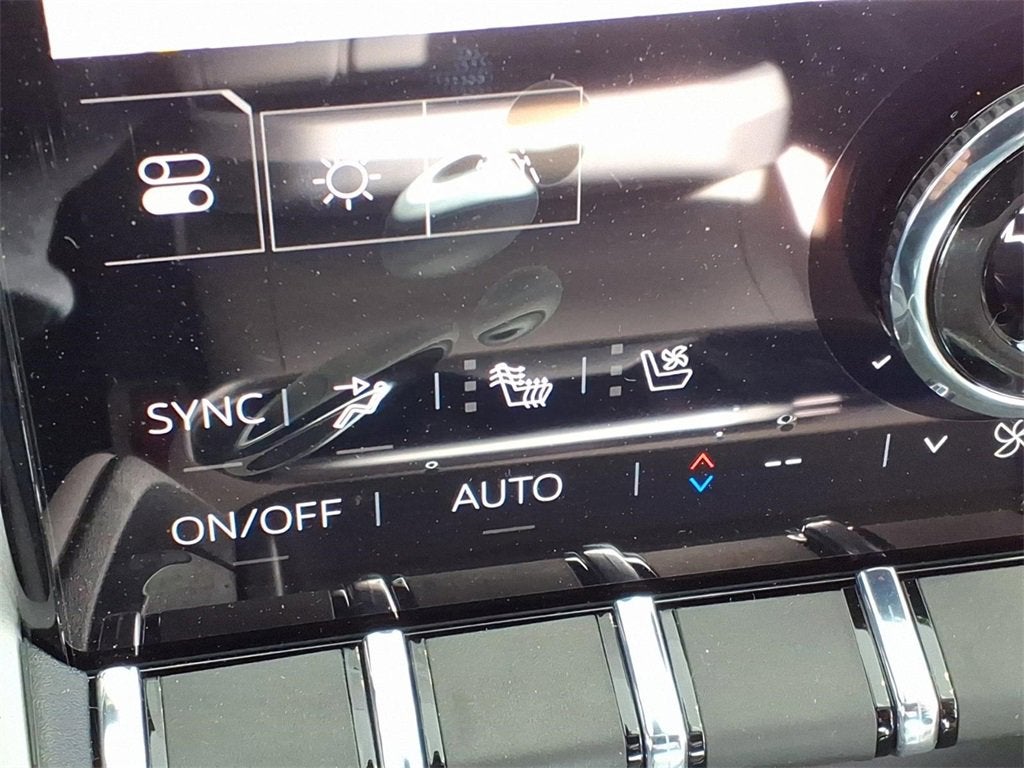 SYNC
ON/OFF
AUTO
--